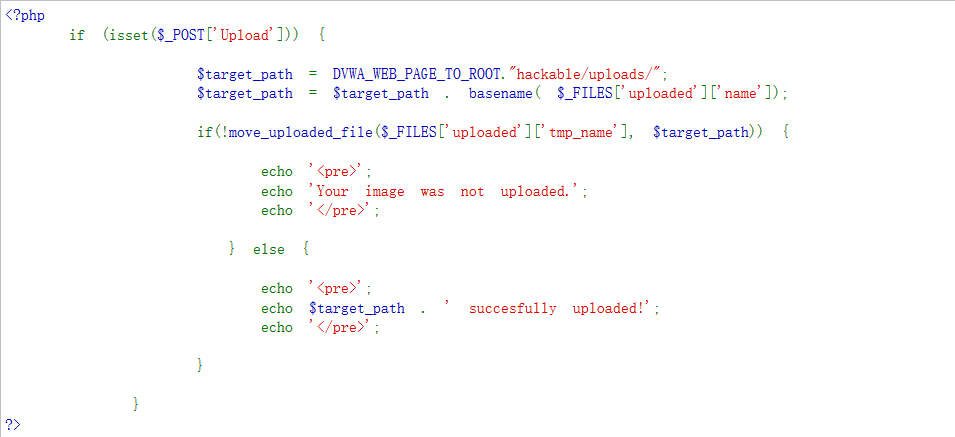 <?php
if (isset($_POST['Upload'])) {
$target_path = DVWA_WEB_PAGE_TO_ROOT."hackable/uploads/";
$target_path = $target_path . basename( $_FILES['uploaded']['name']);
if(!move_uploaded_file($_FILES['uploaded']['tmp_name'], $target_path)) {
echo '<pre>';
echo 'Your image was not uploaded.';
echo '</pre>';
} else {
echo '<pre>';
echo $target_path . ' succesfully uploaded!';
echo '</pre>';
}
}
?>